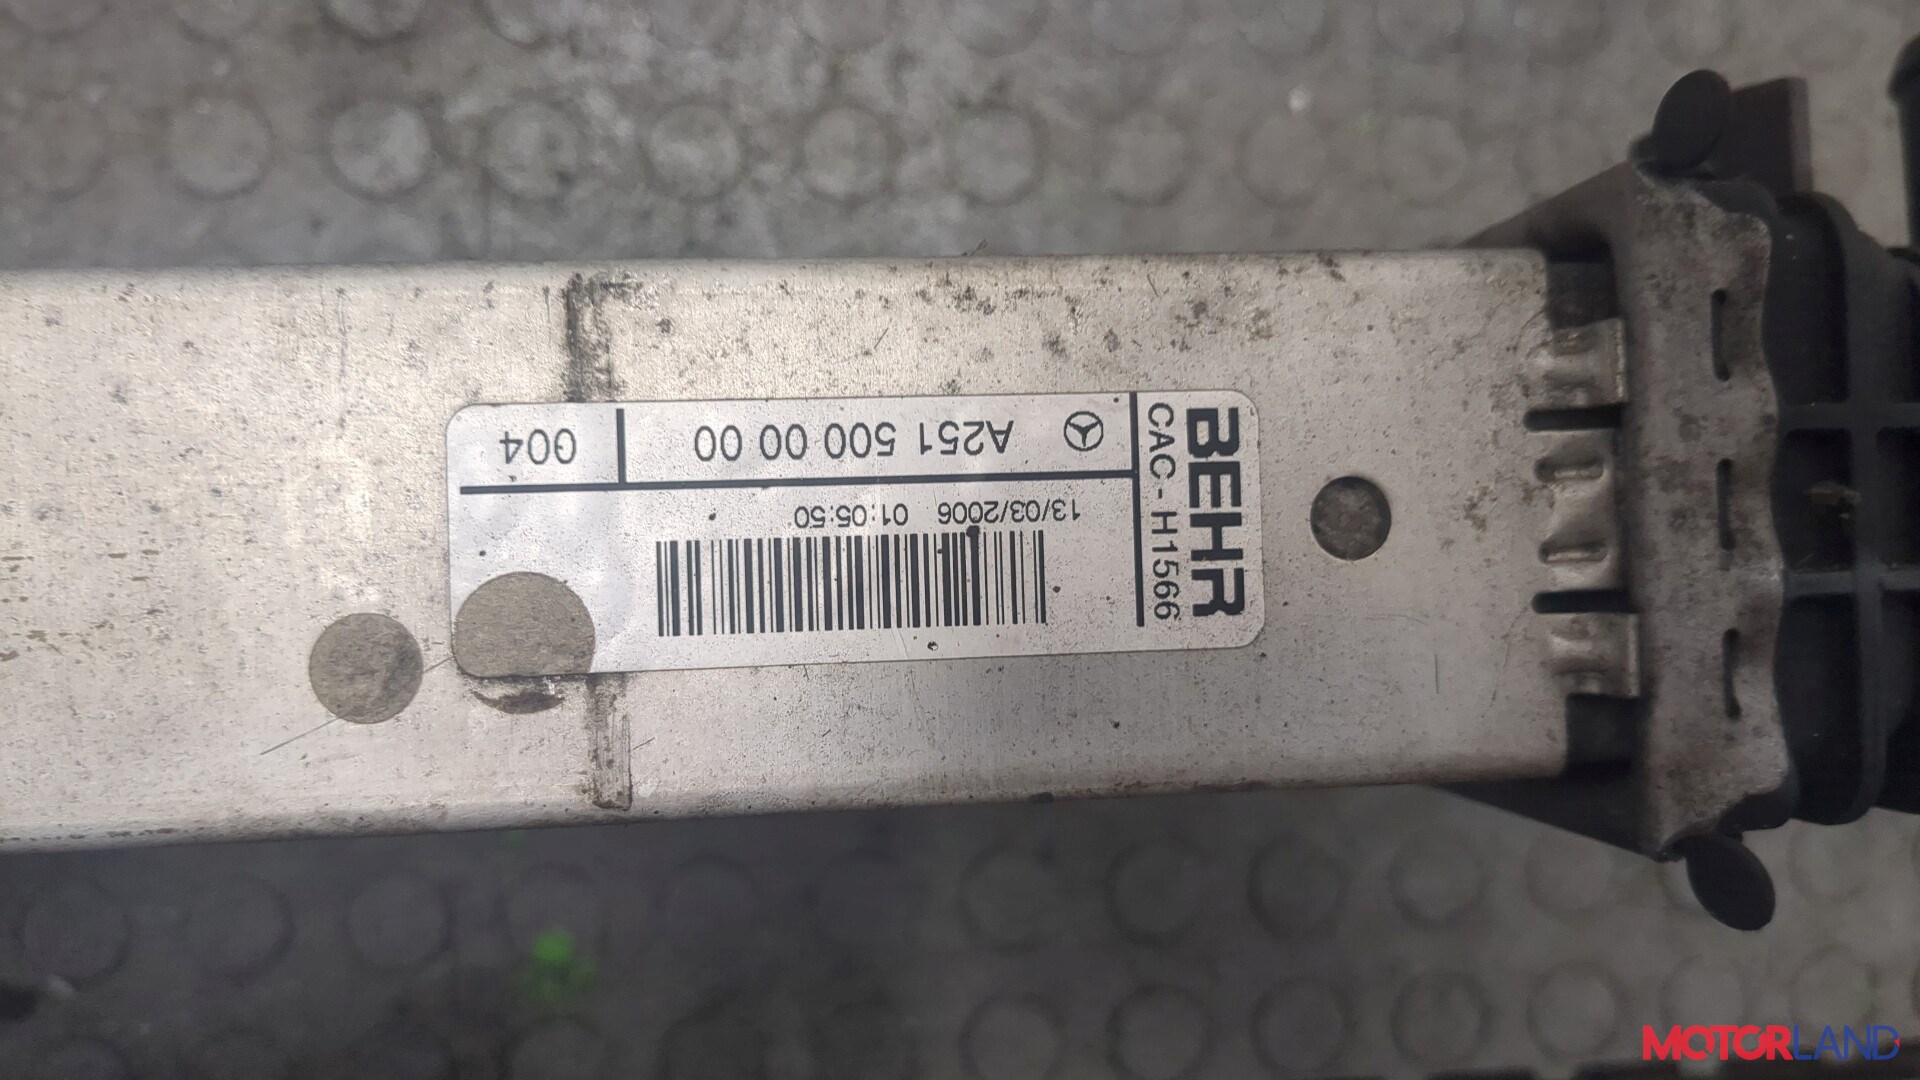 BEHR
CAC-H1566
A251 500 00 00
004
13/03/2006 01:05:50
MOTORLAND